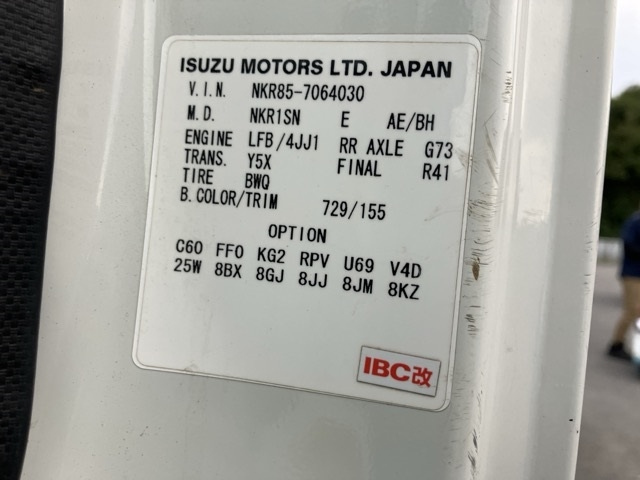 ISUZU MOTORS LTD. JAPAN
V.I.N. NKR85-7064030
M.D. NKR1SN E AE/BH
ENGINE LFB/4JJ1 RR AXLE G73
TRANS. Y5X FINAL R41
TIRE BWQ
B.COLOR/TRIM 729/155
OPTION
C60 FF0 KG2 RPV U69 V4D
25W 8BX 8GJ 8JJ 8JM 8KZ
IBC改